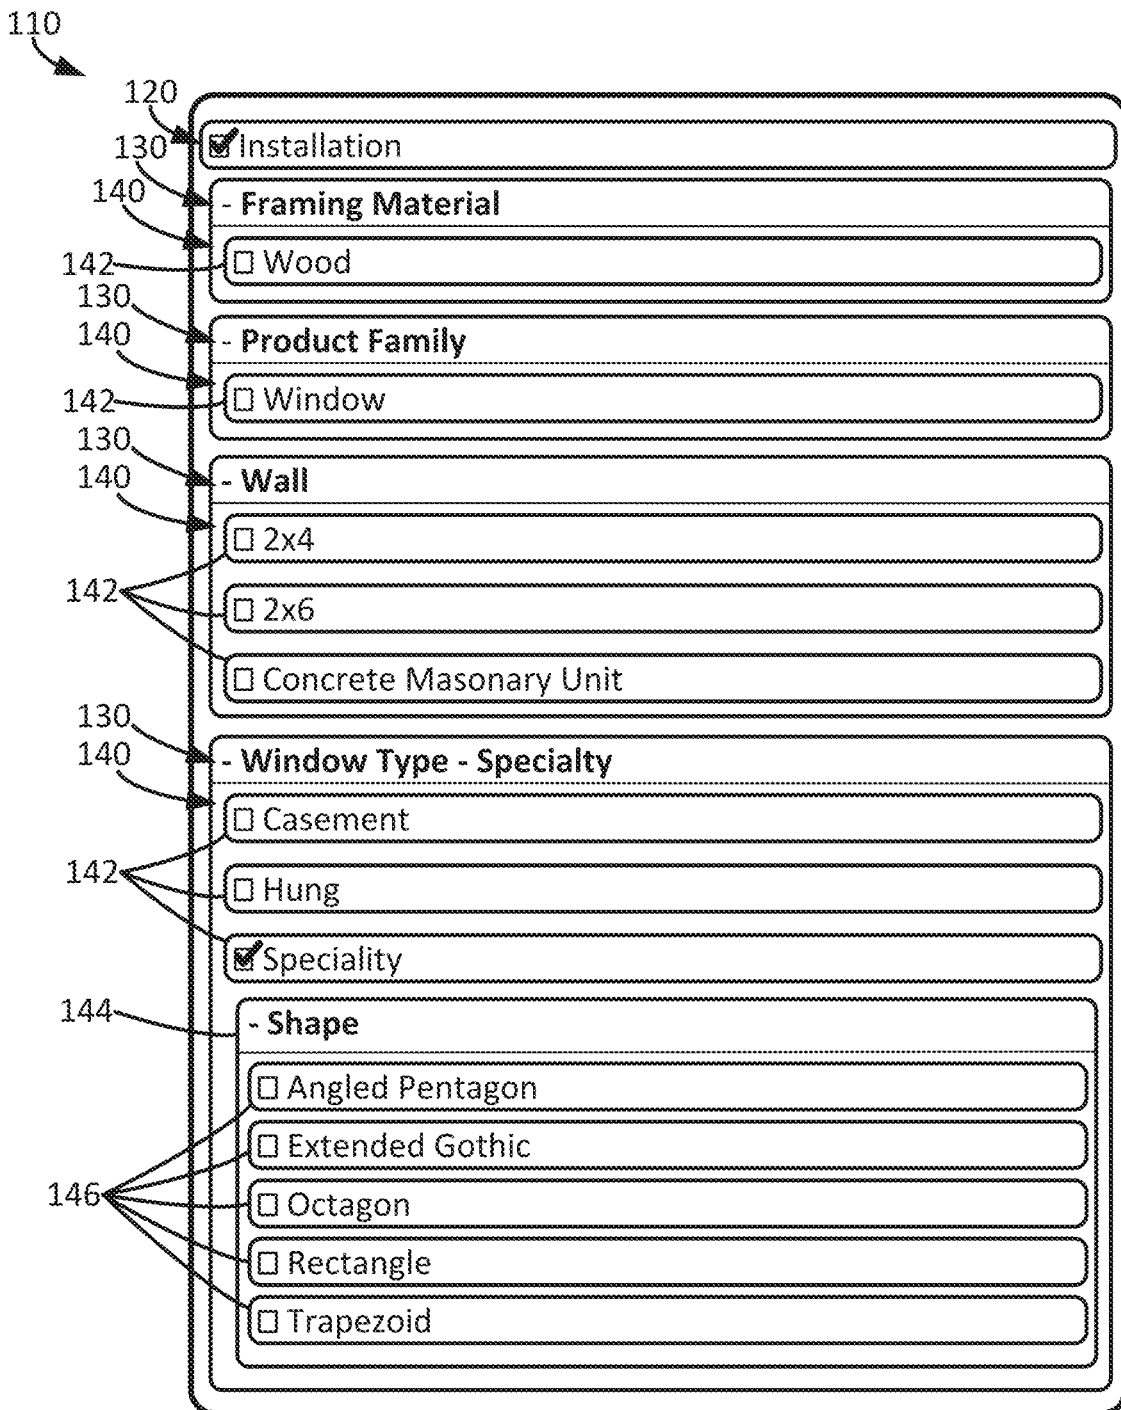 110
120
Installation
130
140
- Framing Material
142
Wood
130
- Product Family
140
142
Window
130
- Wall
140
2x4
142
2x6
Concrete Masonary Unit
130
- Window Type - Specialty
140
Casement
142
Hung
Speciality
144
- Shape
Angled Pentagon
Extended Gothic
146
Octagon
Rectangle
Trapezoid